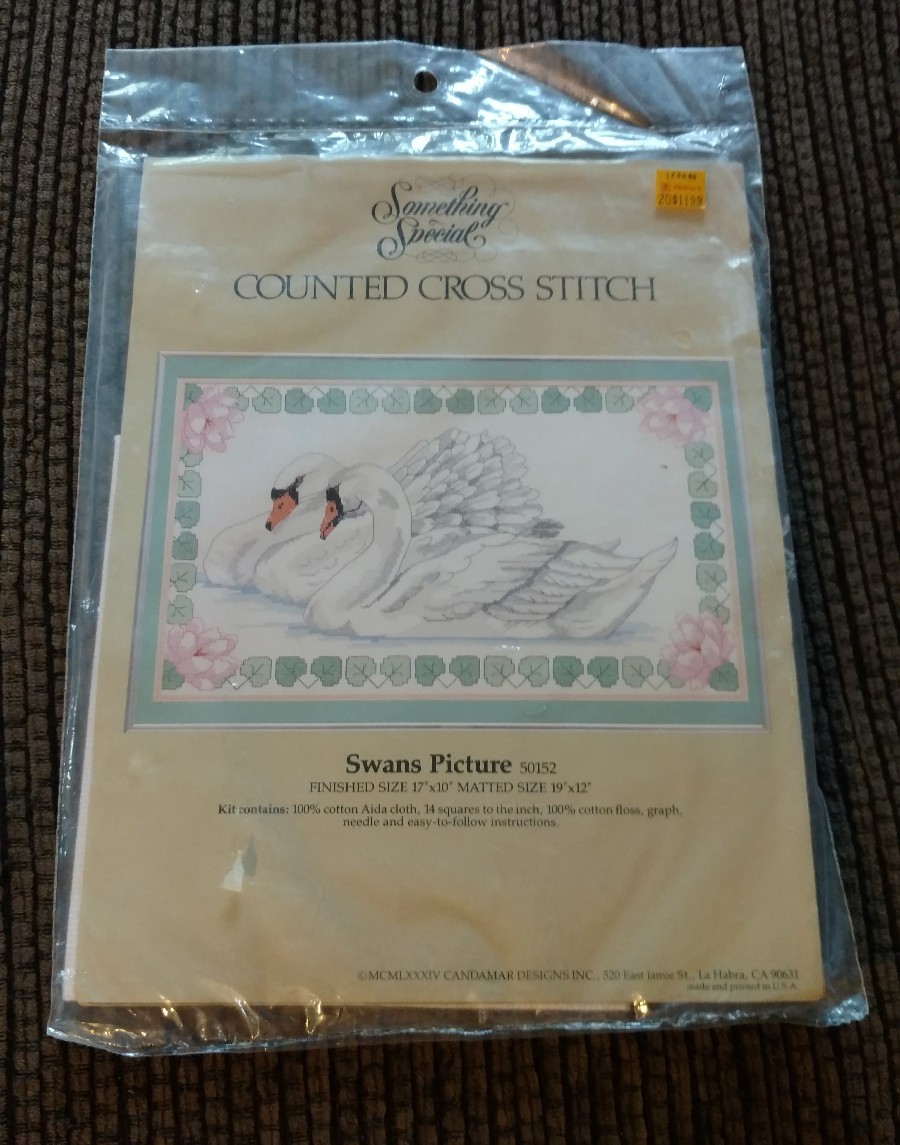 20$1199
Something
Special
COUNTED CROSS STITCH
Swans Picture 50152
FINISHED SIZE 17"x10" MATTED SIZE 19"x12"
Kit contains: 100% cotton Aida cloth, 14 squares to the inch, 100% cotton floss, graph,
needle and easy-to-follow instructions.
©MCMLXXXIV CANDAMAR DESIGNS INC., 520 East Jamie St., La Habra, CA 90631
made and printed in U.S.A.